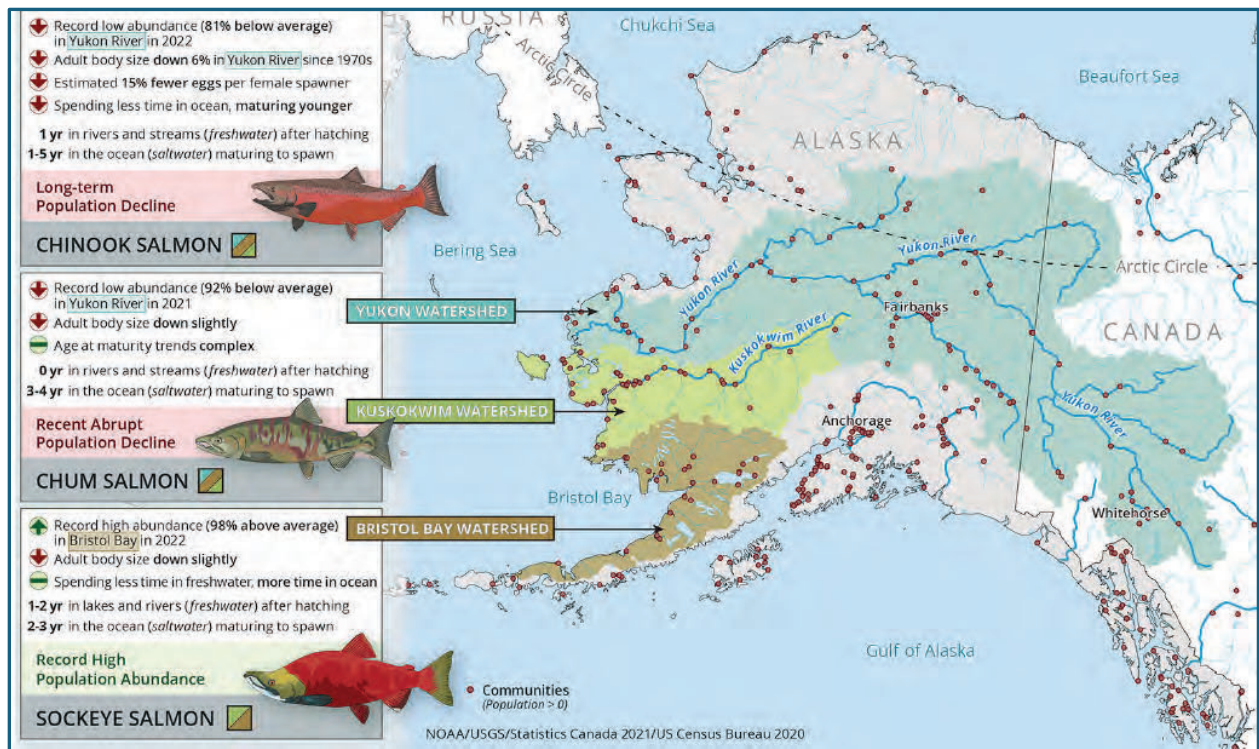 Record low abundance (81% below average)
in Yukon River in 2022
Adult body size down 6% in Yukon River since 1970s
Estimated 15% fewer eggs per female spawner
Spending less time in ocean, maturing younger
1 yr in rivers and streams (freshwater) after hatching
1-5 yr in the ocean (saltwater) maturing to spawn
Long-term
Population Decline
CHINOOK SALMON
Record low abundance (92% below average)
in Yukon River in 2021
Adult body size down slightly
Age at maturity trends complex
0 yr in rivers and streams (freshwater) after hatching
3-4 yr in the ocean (saltwater) maturing to spawn
Recent Abrupt
Population Decline
CHUM SALMON
Record high abundance (98% above average)
in Bristol Bay in 2022
Adult body size down slightly
Spending less time in freshwater, more time in ocean
1-2 yr in lakes and rivers (freshwater) after hatching
2-3 yr in the ocean (saltwater) maturing to spawn
Record High
Population Abundance
SOCKEYE SALMON
RUSSIA
Chukchi Sea
Arctic Circle
Beaufort Sea
ALASKA
Bering Sea
Yukon River
Arctic Circle
YUKON WATERSHED
Yukon River
Fairbanks
CANADA
Kuskokwim River
KUSKOKWIM WATERSHED
Anchorage
Yukon River
Bristol Bay
BRISTOL BAY WATERSHED
Whitehorse
Gulf of Alaska
Communities
(Population > 0)
NOAA/USGS/Statistics Canada 2021/US Census Bureau 2020